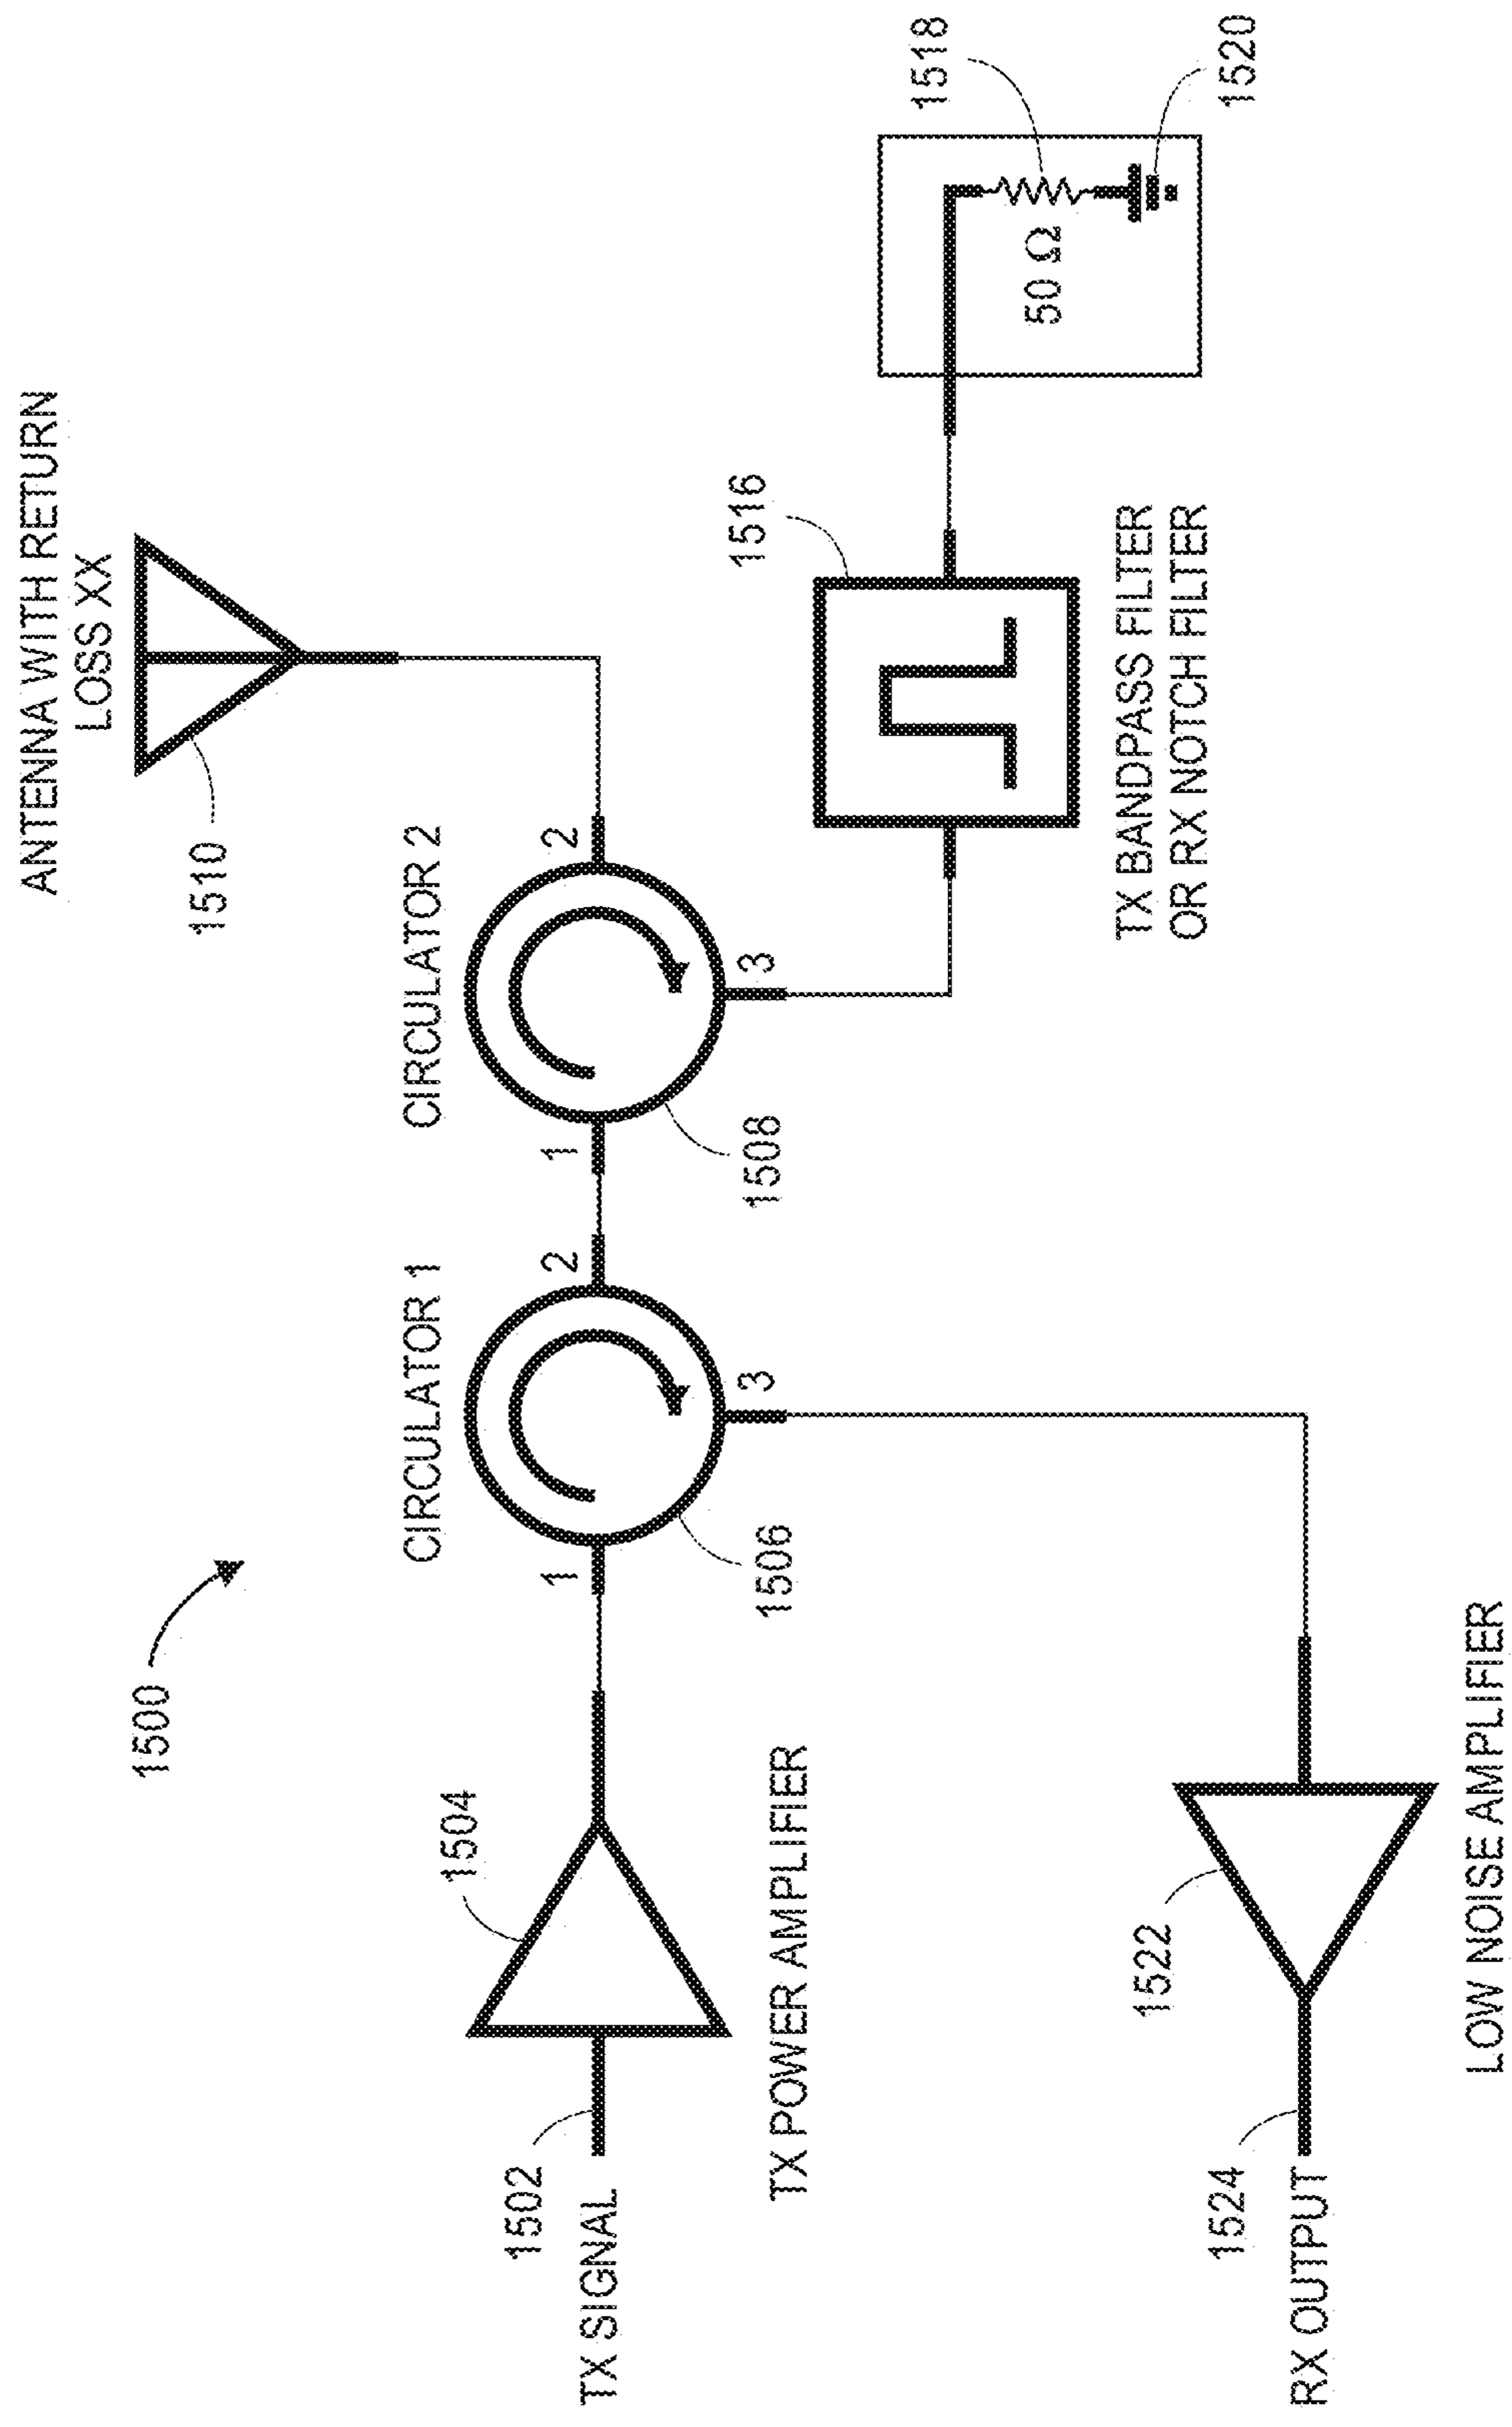 1500
ANTENNA WITH RETURN
LOSS XX
1510
CIRCULATOR 1
CIRCULATOR 2
1504
1502
TX SIGNAL
TX POWER AMPLIFIER
1
2
3
1506
1
2
3
1508
1516
TX BANDPASS FILTER
OR RX NOTCH FILTER
50 Ω
1518
1520
1522
1524
RX OUTPUT
LOW NOISE AMPLIFIER